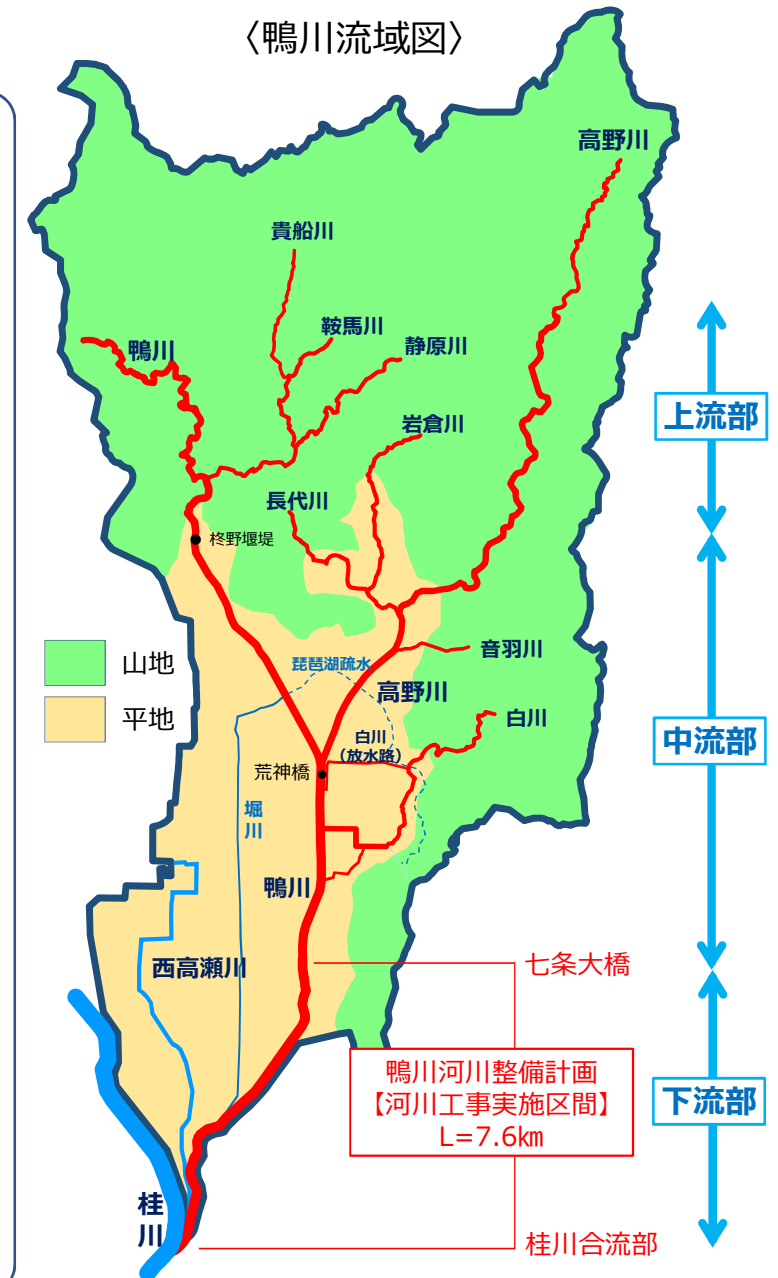 〈鴨川流域図〉
高野川
貴船川
鞍馬川
鴨川
静原川
上流部
岩倉川
長代川
柊野堰堤
山地
音羽川
琵琶湖疏水
高野川
平地
白川
白川
（放水路）
中流部
荒神橋
堀
川
鴨川
西高瀬川
七条大橋
鴨川河川整備計画
【河川工事実施区間】
L=7.6km
下流部
桂
川
桂川合流部